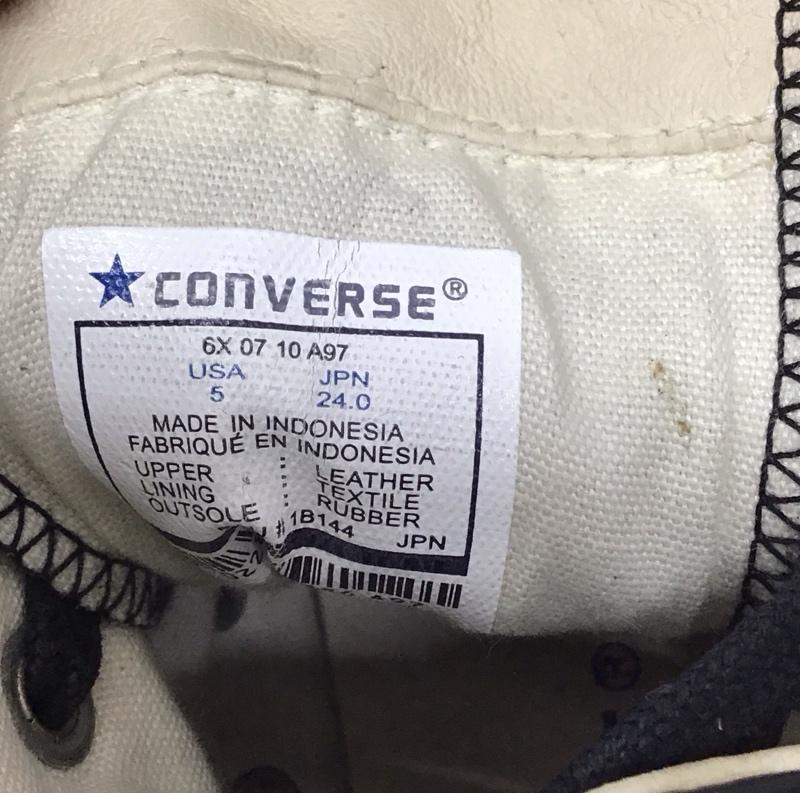 CONVERSE®
6X 07 10 A97
USA JPN
5 24.0
MADE IN INDONESIA
FABRIQUÉ EN INDONESIA
UPPER : LEATHER
LINING : TEXTILE
OUTSOLE : RUBBER
# 1B144 JPN